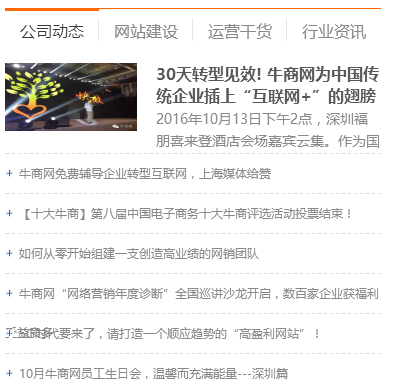 公司动态 网站建设 运营干货 行业资讯
30天转型见效! 牛商网为中国传
统企业插上“互联网+”的翅膀
2016年10月13日下午2点，深圳福
朋喜来登酒店会场嘉宾云集。作为国
+ 牛商网免费辅导企业转型互联网，上海媒体给赞
+ 【十大牛商】第八届中国电子商务十大牛商评选活动投票结束！
+ 如何从零开始组建一支创造高业绩的网销团队
+ 牛商网“网络营销年度诊断”全国巡讲沙龙开启，数百家企业获福利
时代要来了，请打造一个顺应趋势的“高盈利网站”！
+ 10月牛商网员工生日会，温馨而充满能量---深圳篇